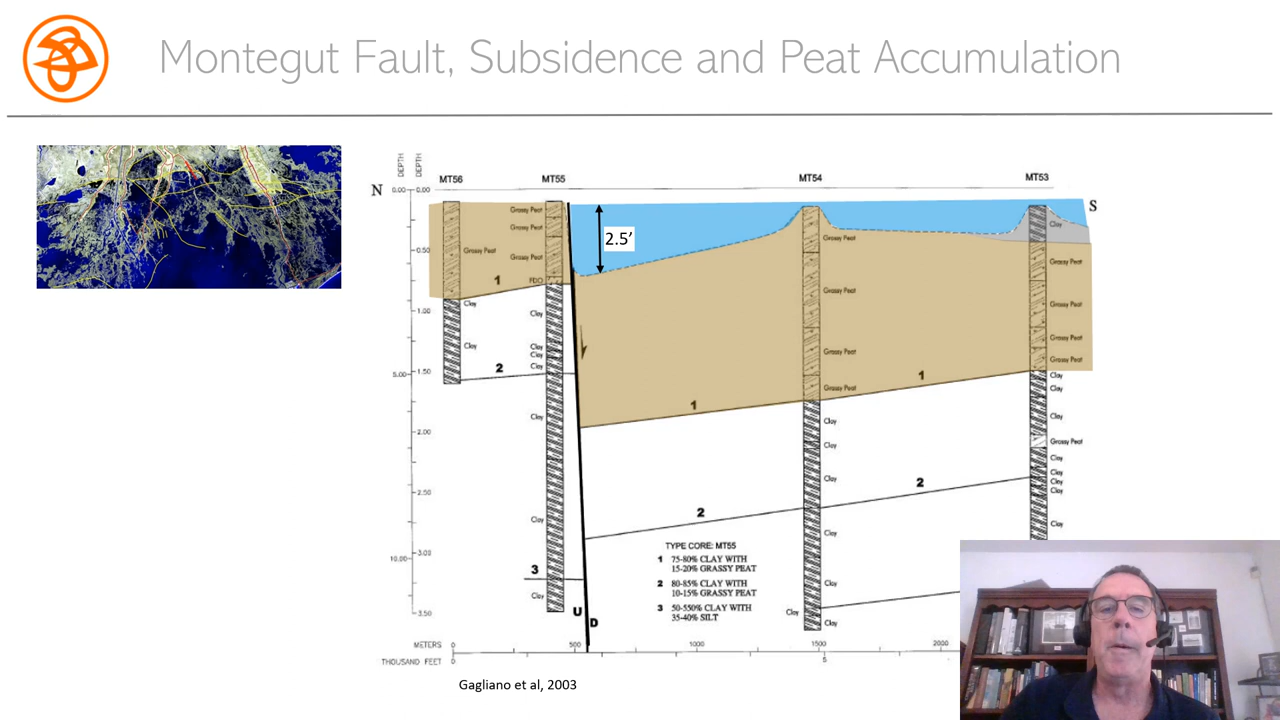 Montegut Fault, Subsidence and Peat Accumulation
DEPTH
DEPTH
MT56
MT55
MT54
MT53
N
0.00
0.00
S
Grassy Peat
Grassy Peat
Grassy Peat
Grassy Peat
2.5’
Grassy Peat
Clay
0.50
Grassy Peat
1
PDO
Grassy Peat
Grassy Peat
Clay
1.00
Clay
Clay
Clay
Clay
Clay
Grassy Peat
Grassy Peat
Grassy Peat
2
5.00
1.50
1
Clay
Clay
Grassy Peat
1
Clay
Clay
Clay
2.00
Clay
Grassy Peat
Clay
Clay
Clay
Clay
Clay
2
2.50
2
Clay
Clay
Clay
TYPE CORE: MT55
10.00
3.00
1 75-80% CLAY WITH
15-20% GRASSY PEAT
3
2 80-85% CLAY WITH
10-15% GRASSY PEAT
Clay
Clay
3 50-550% CLAY WITH
35-40% SILT
3.50
U
D
Clay
Clay
METERS
0
500
1000
1500
2000
THOUSAND FEET
0
5
Gagliano et al, 2003